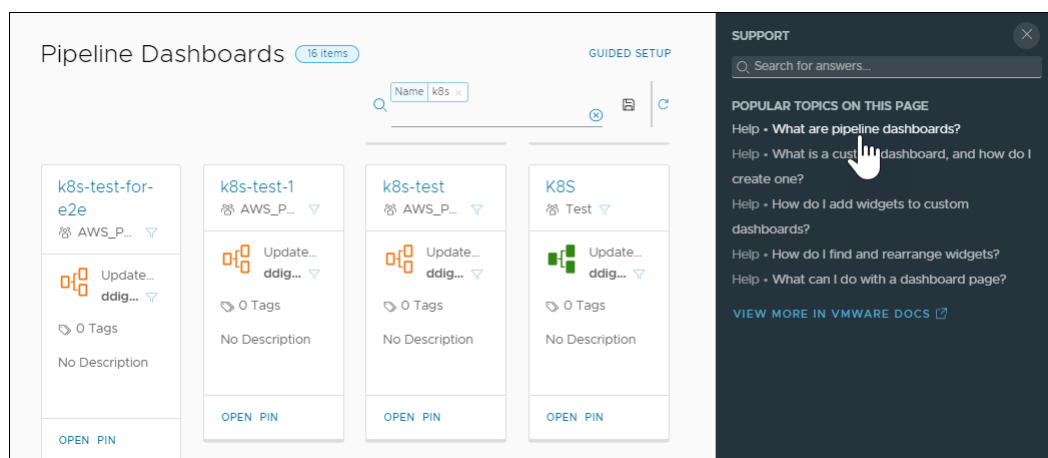 Pipeline Dashboards 16 items
GUIDED SETUP
Name k8s ×
k8s-test-for-
e2e
AWS_P...
Update...
ddig...
0 Tags
No Description
OPEN PIN
k8s-test-1
AWS_P...
Update...
ddig...
0 Tags
No Description
OPEN PIN
k8s-test
AWS_P...
Update...
ddig...
0 Tags
No Description
OPEN PIN
K8S
Test
Update...
ddig...
0 Tags
No Description
OPEN PIN
SUPPORT
Search for answers...
POPULAR TOPICS ON THIS PAGE
Help • What are pipeline dashboards?
Help • What is a dashboard, and how do I
create one?
Help • How do I add widgets to custom
dashboards?
Help • How do I find and rearrange widgets?
Help • What can I do with a dashboard page?
VIEW MORE IN VMWARE DOCS